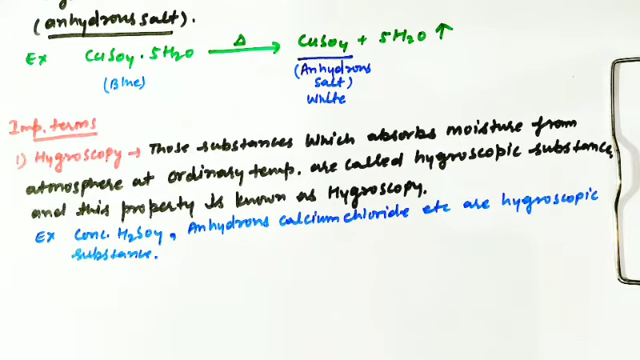 (anhydrous salt).
Ex CuSO4 . 5H2O Δ CuSO4 + 5H2O ↑
(Blue) (Anhydrous
salt)
White
Imp. terms
1) Hygroscopy → Those substances which absorbs moisture from
atmosphere at ordinary temp. are called hygroscopic substance,
and this property is known as Hygroscopy.
Ex Conc. H2SO4, Anhydrous calcium chloride etc are hygroscopic
substance.